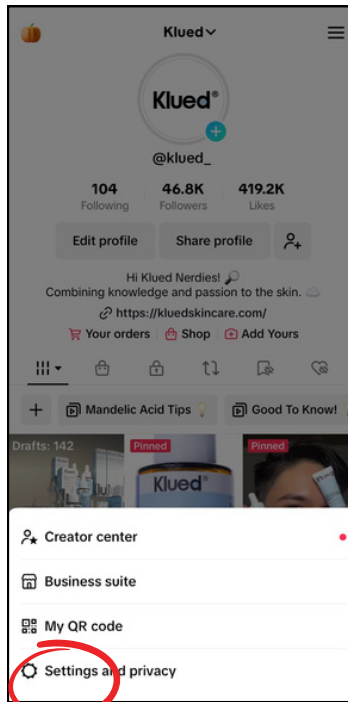 Klued
Klued®
@klued_
104 46.8K 419.2K
Following Followers Likes
Edit profile Share profile
Hi Klued Nerdies! 🔎
Combining knowledge and passion to the skin. ☁️
https://kluedskincare.com/
Your orders Shop Add Yours
Mandelic Acid Tips 💡 Good To Know!
Drafts: 142 Pinned Pinned
Klued®
Creator center
Business suite
My QR code
Settings and privacy